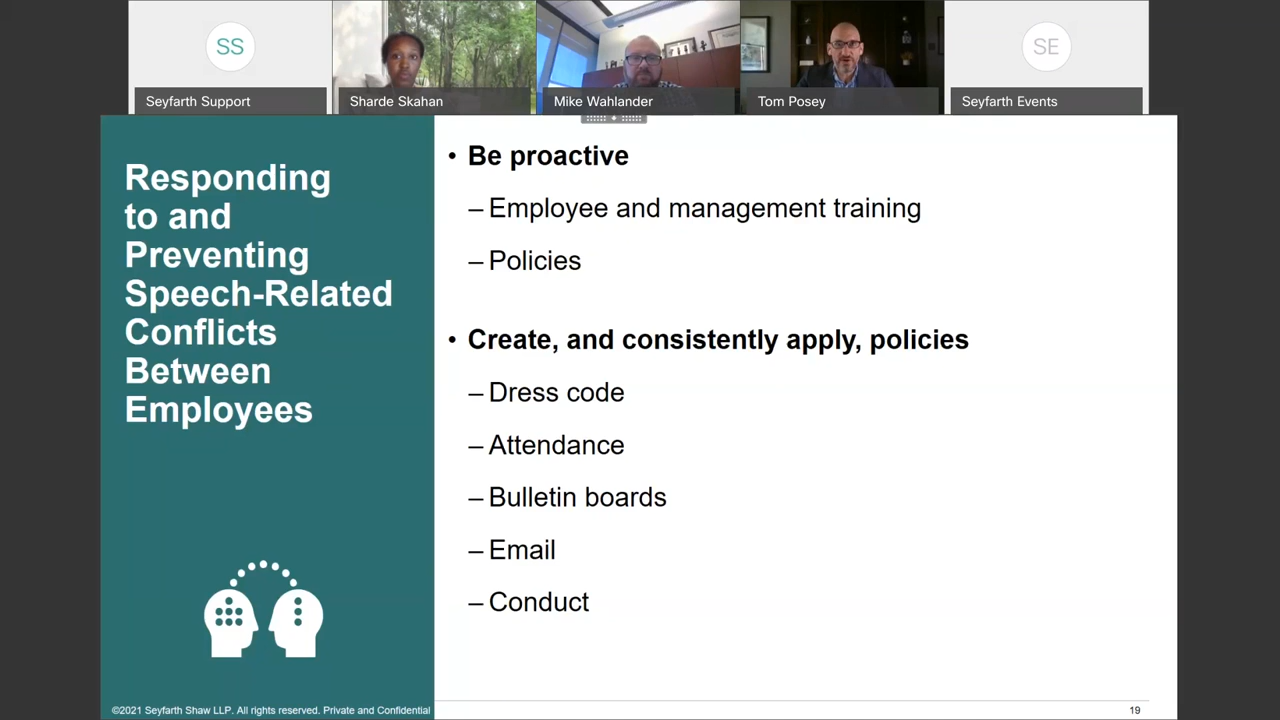 SS
SE
Seyfarth Support
Sharde Skahan
Mike Wahlander
Tom Posey
Seyfarth Events
Responding
to and
Preventing
Speech-Related
Conflicts
Between
Employees
• Be proactive
– Employee and management training
– Policies
• Create, and consistently apply, policies
– Dress code
– Attendance
– Bulletin boards
– Email
– Conduct
©2021 Seyfarth Shaw LLP. All rights reserved. Private and Confidential
19